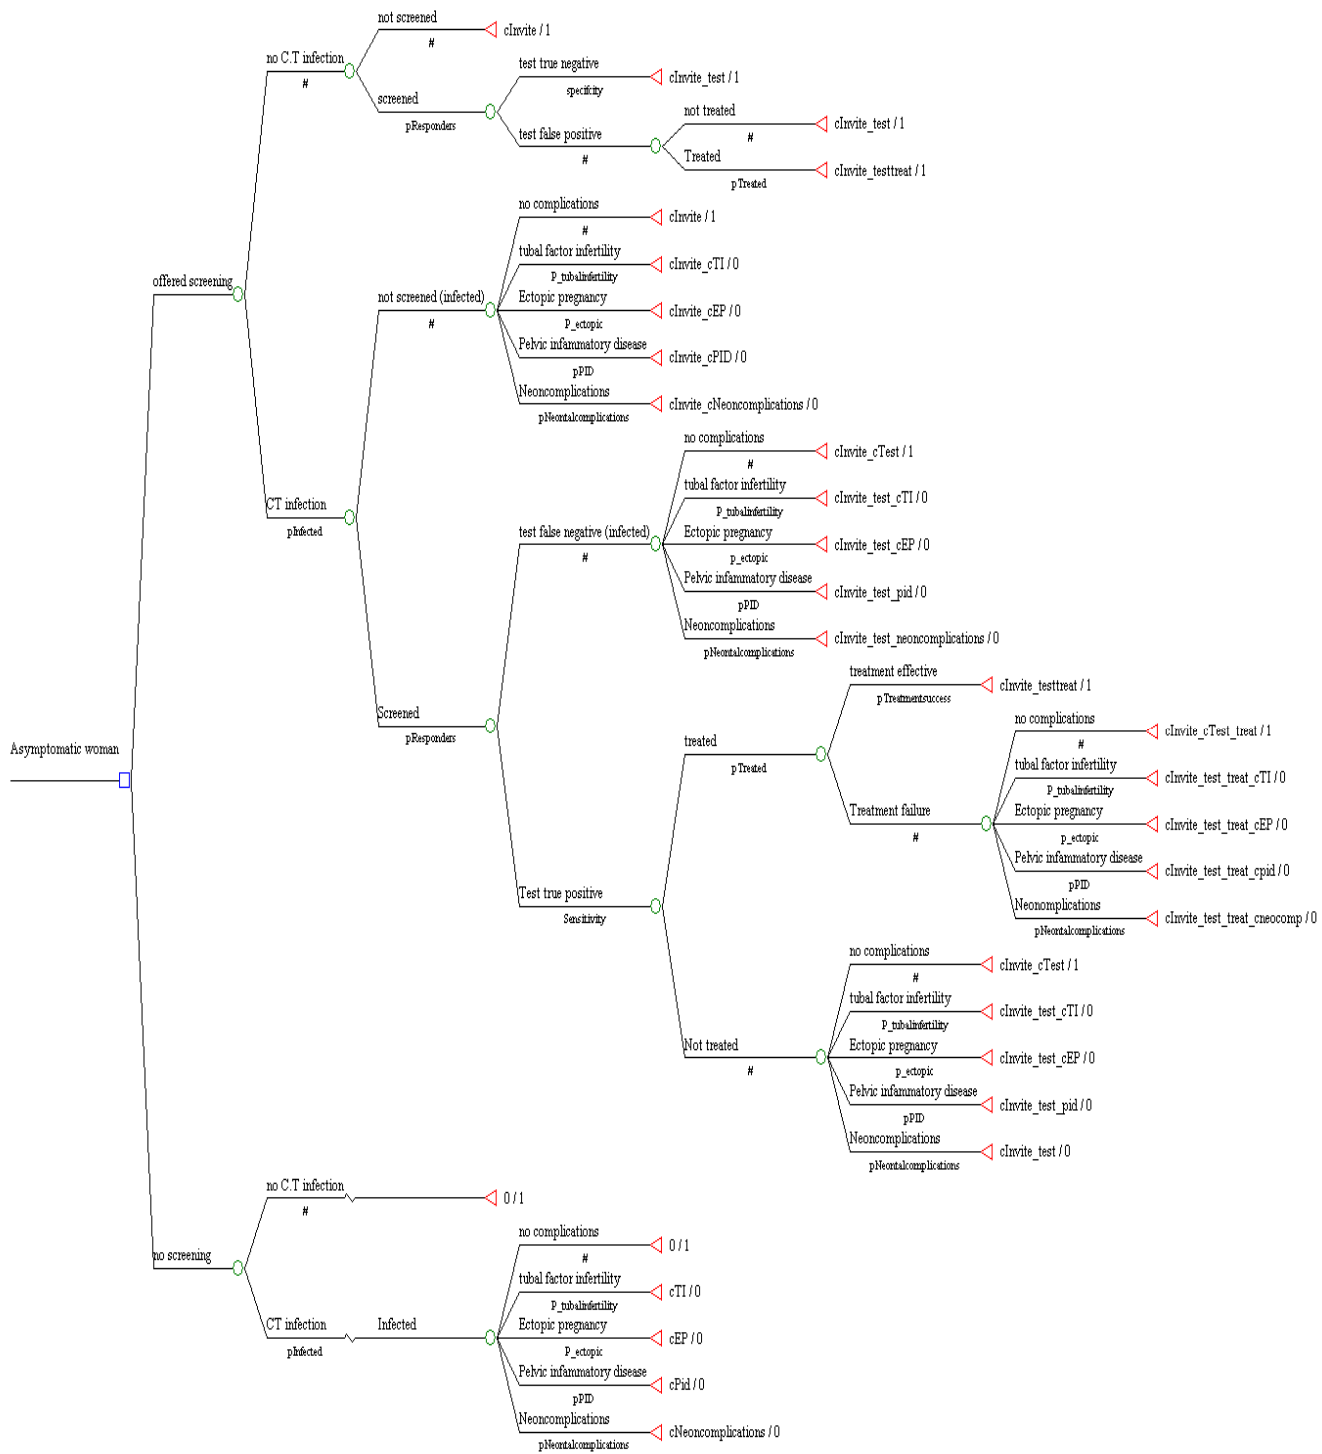 not screened
#
cInvite / 1
no C.T infection
#
test true negative
specifcity
cInvite_test / 1
screened
pResponders
not treated
#
cInvite_test / 1
test false positive
#
Treated
pTreated
cInvite_testtreat / 1
no complications
#
cInvite / 1
tubal factor infertility
P_tubalinfertility
cInvite_cTI / 0
offered screening
not screened (infected)
#
Ectopic pregnancy
P_ectopic
cInvite_cEP / 0
Pelvic infammatory disease
pPID
cInvite_cPID / 0
Neoncomplications
pNeontalcomplications
cInvite_cNeoncomplications / 0
no complications
#
cInvite_cTest / 1
tubal factor infertility
P_tubalinfertility
cInvite_test_cTI / 0
CT infection
pInfected
test false negative (infected)
#
Ectopic pregnancy
p_ectopic
cInvite_test_cEP / 0
Pelvic infammatory disease
pPID
cInvite_test_pid / 0
Neoncomplications
pNeontalcomplications
cInvite_test_neoncomplications / 0
treatment effective
pTreatmentsuccess
cInvite_testtreat / 1
Screened
pResponders
no complications
#
cInvite_cTest_treat / 1
Asymptomatic woman
treated
pTreated
tubal factor infertility
P_tubalinfertility
cInvite_test_treat_cTI / 0
Treatment failure
#
Ectopic pregnancy
p_ectopic
cInvite_test_treat_cEP / 0
Pelvic infammatory disease
pPID
cInvite_test_treat_cpid / 0
Test true positive
Sensitivity
Neonomplications
pNeontalcomplications
cInvite_test_treat_cneocomp / 0
no complications
#
cInvite_cTest / 1
tubal factor infertility
P_tubalinfertility
cInvite_test_cTI / 0
Not treated
#
Ectopic pregnancy
p_ectopic
cInvite_test_cEP / 0
Pelvic infammatory disease
pPID
cInvite_test_pid / 0
Neoncomplications
pNeontalcomplications
cInvite_test / 0
no C.T infection
#
0 / 1
no screening
no complications
#
0 / 1
tubal factor infertility
P_tubalinfertility
cTI / 0
CT infection
pInfected
Infected
Ectopic pregnancy
P_ectopic
cEP / 0
Pelvic infammatory disease
pPID
cPid / 0
Neoncomplications
pNeontalcomplications
cNeoncomplications / 0